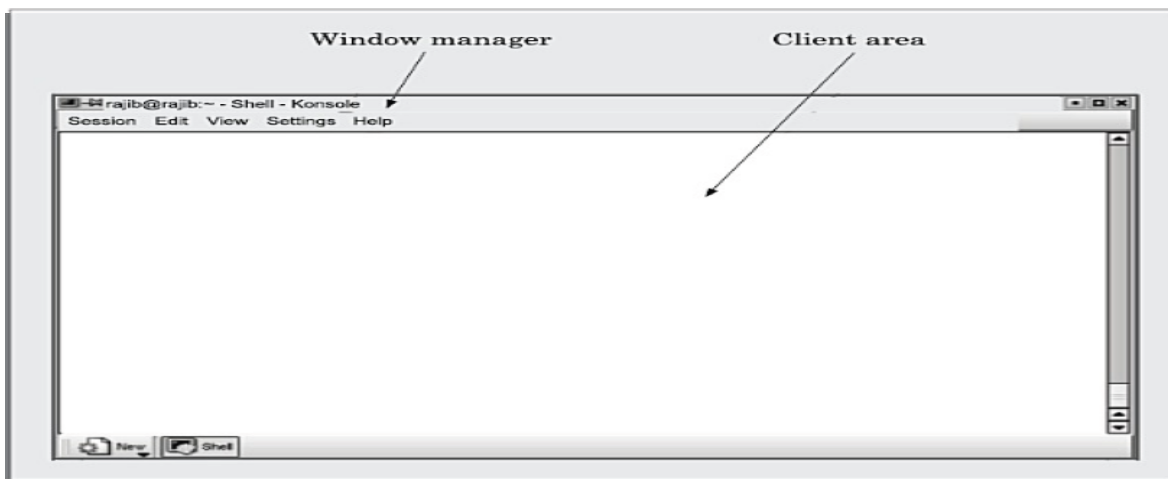 Window manager Client area
rajib@rajib:~ - Shell - Konsole
Session Edit View Settings Help
New Shell